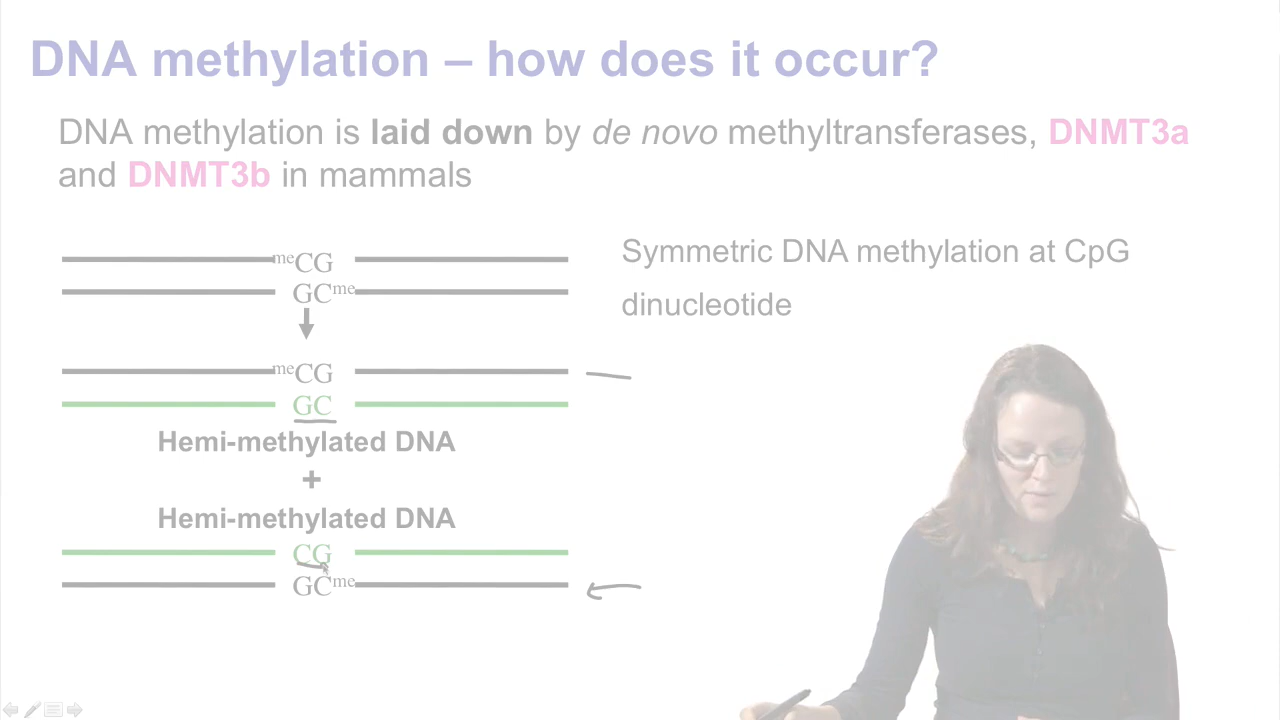 DNA methylation – how does it occur?
DNA methylation is laid down by de novo methyltransferases, DNMT3a
and DNMT3b in mammals
meCG
GCme
Symmetric DNA methylation at CpG
dinucleotide
meCG
GC
Hemi-methylated DNA
+
Hemi-methylated DNA
CG
GCme